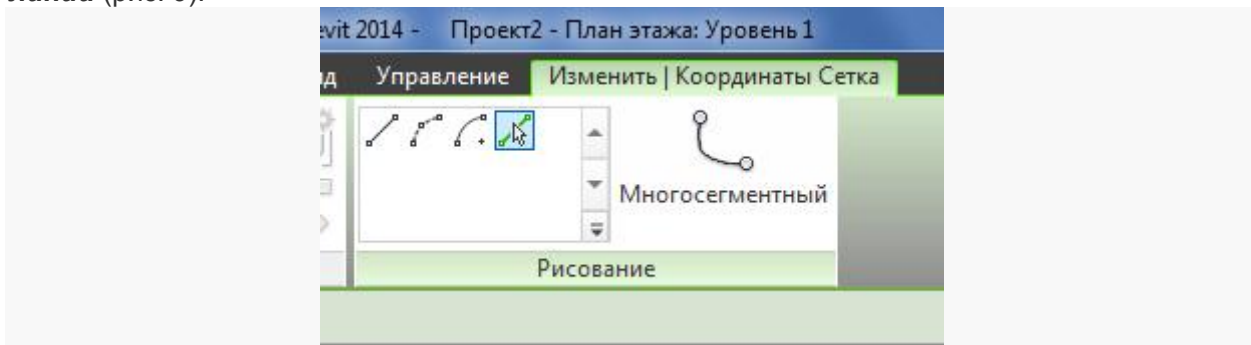 evit 2014 - Проект2 - План этажа: Уровень 1
Управление Изменить | Координаты Сетка
Многосегментный
Рисование